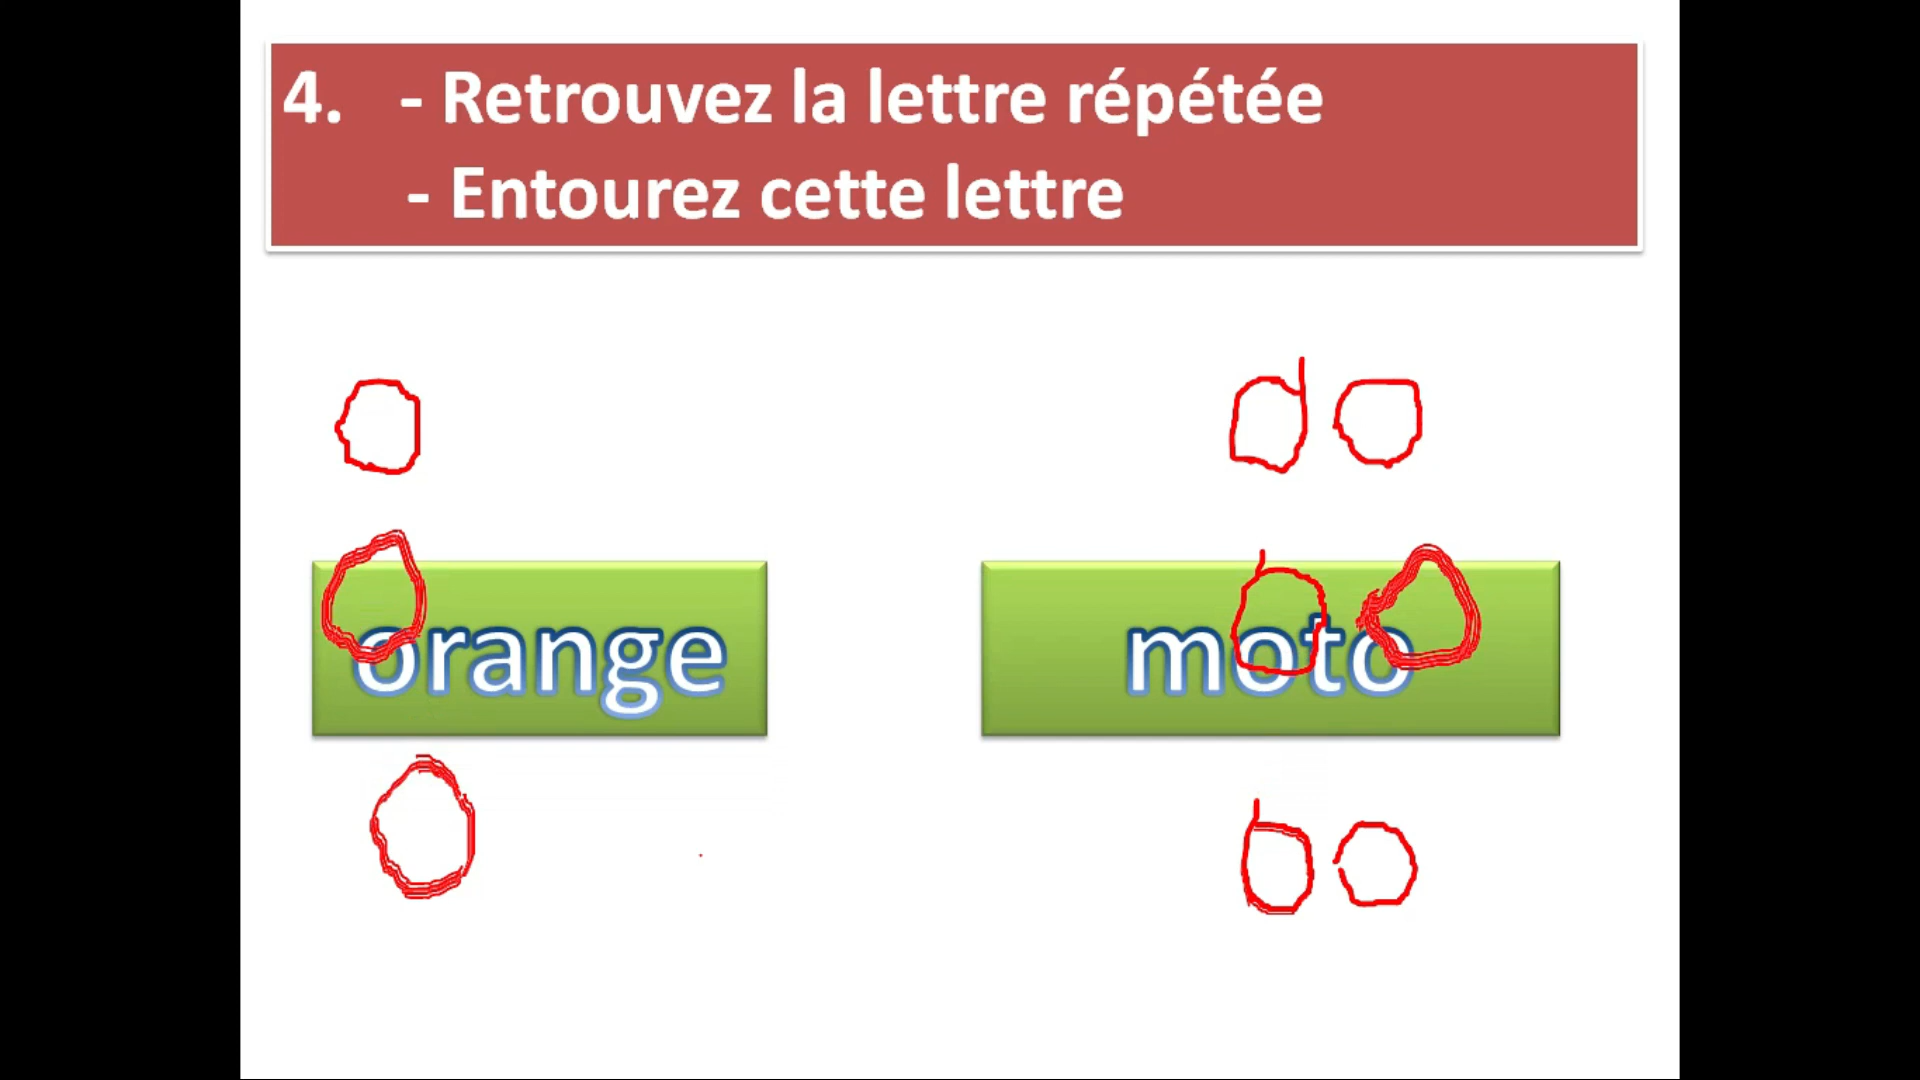 4. - Retrouvez la lettre répétée
- Entourez cette lettre
orange
moto